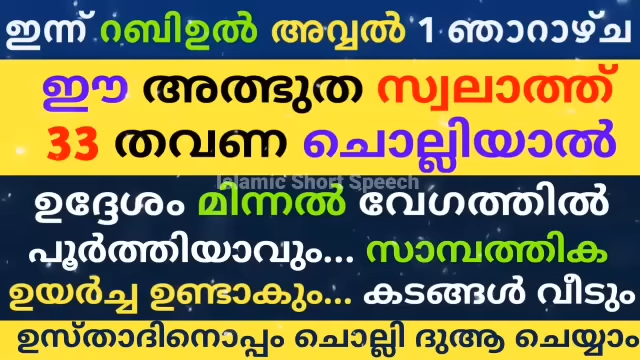 ഇന്ന് റബിഉൽ അവ്വൽ 1 ഞാറാഴ്ച
ഈ അത്ഭുത സ്വലാത്ത്
33 തവണ ചൊല്ലിയാൽ
Islamic Short Speech
ഉദ്ദേശം മിന്നൽ വേഗത്തിൽ
പൂർത്തിയാവും... സാമ്പത്തിക
ഉയർച്ച ഉണ്ടാകും... കടങ്ങൾ വീടും
ഉസ്താദിനൊപ്പം ചൊല്ലി ദുആ ചെയ്യാം